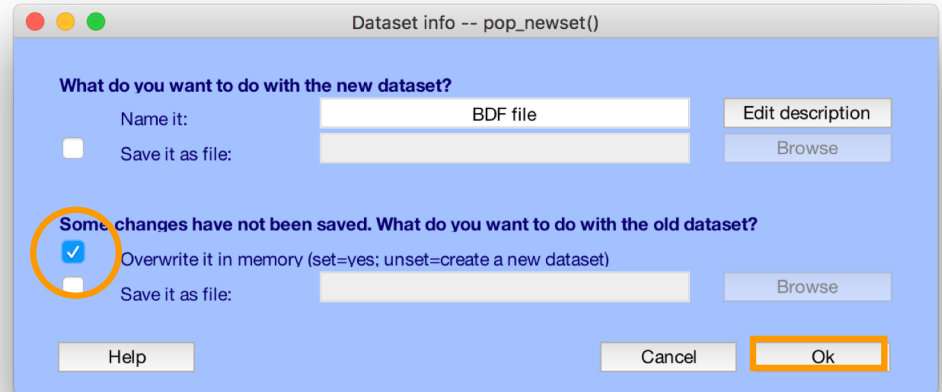 Dataset info -- pop_newset()
What do you want to do with the new dataset?
Name it:
BDF file
Edit description
Save it as file:
Browse
Some changes have not been saved. What do you want to do with the old dataset?
Overwrite it in memory (set=yes; unset=create a new dataset)
Save it as file:
Browse
Help
Cancel
Ok